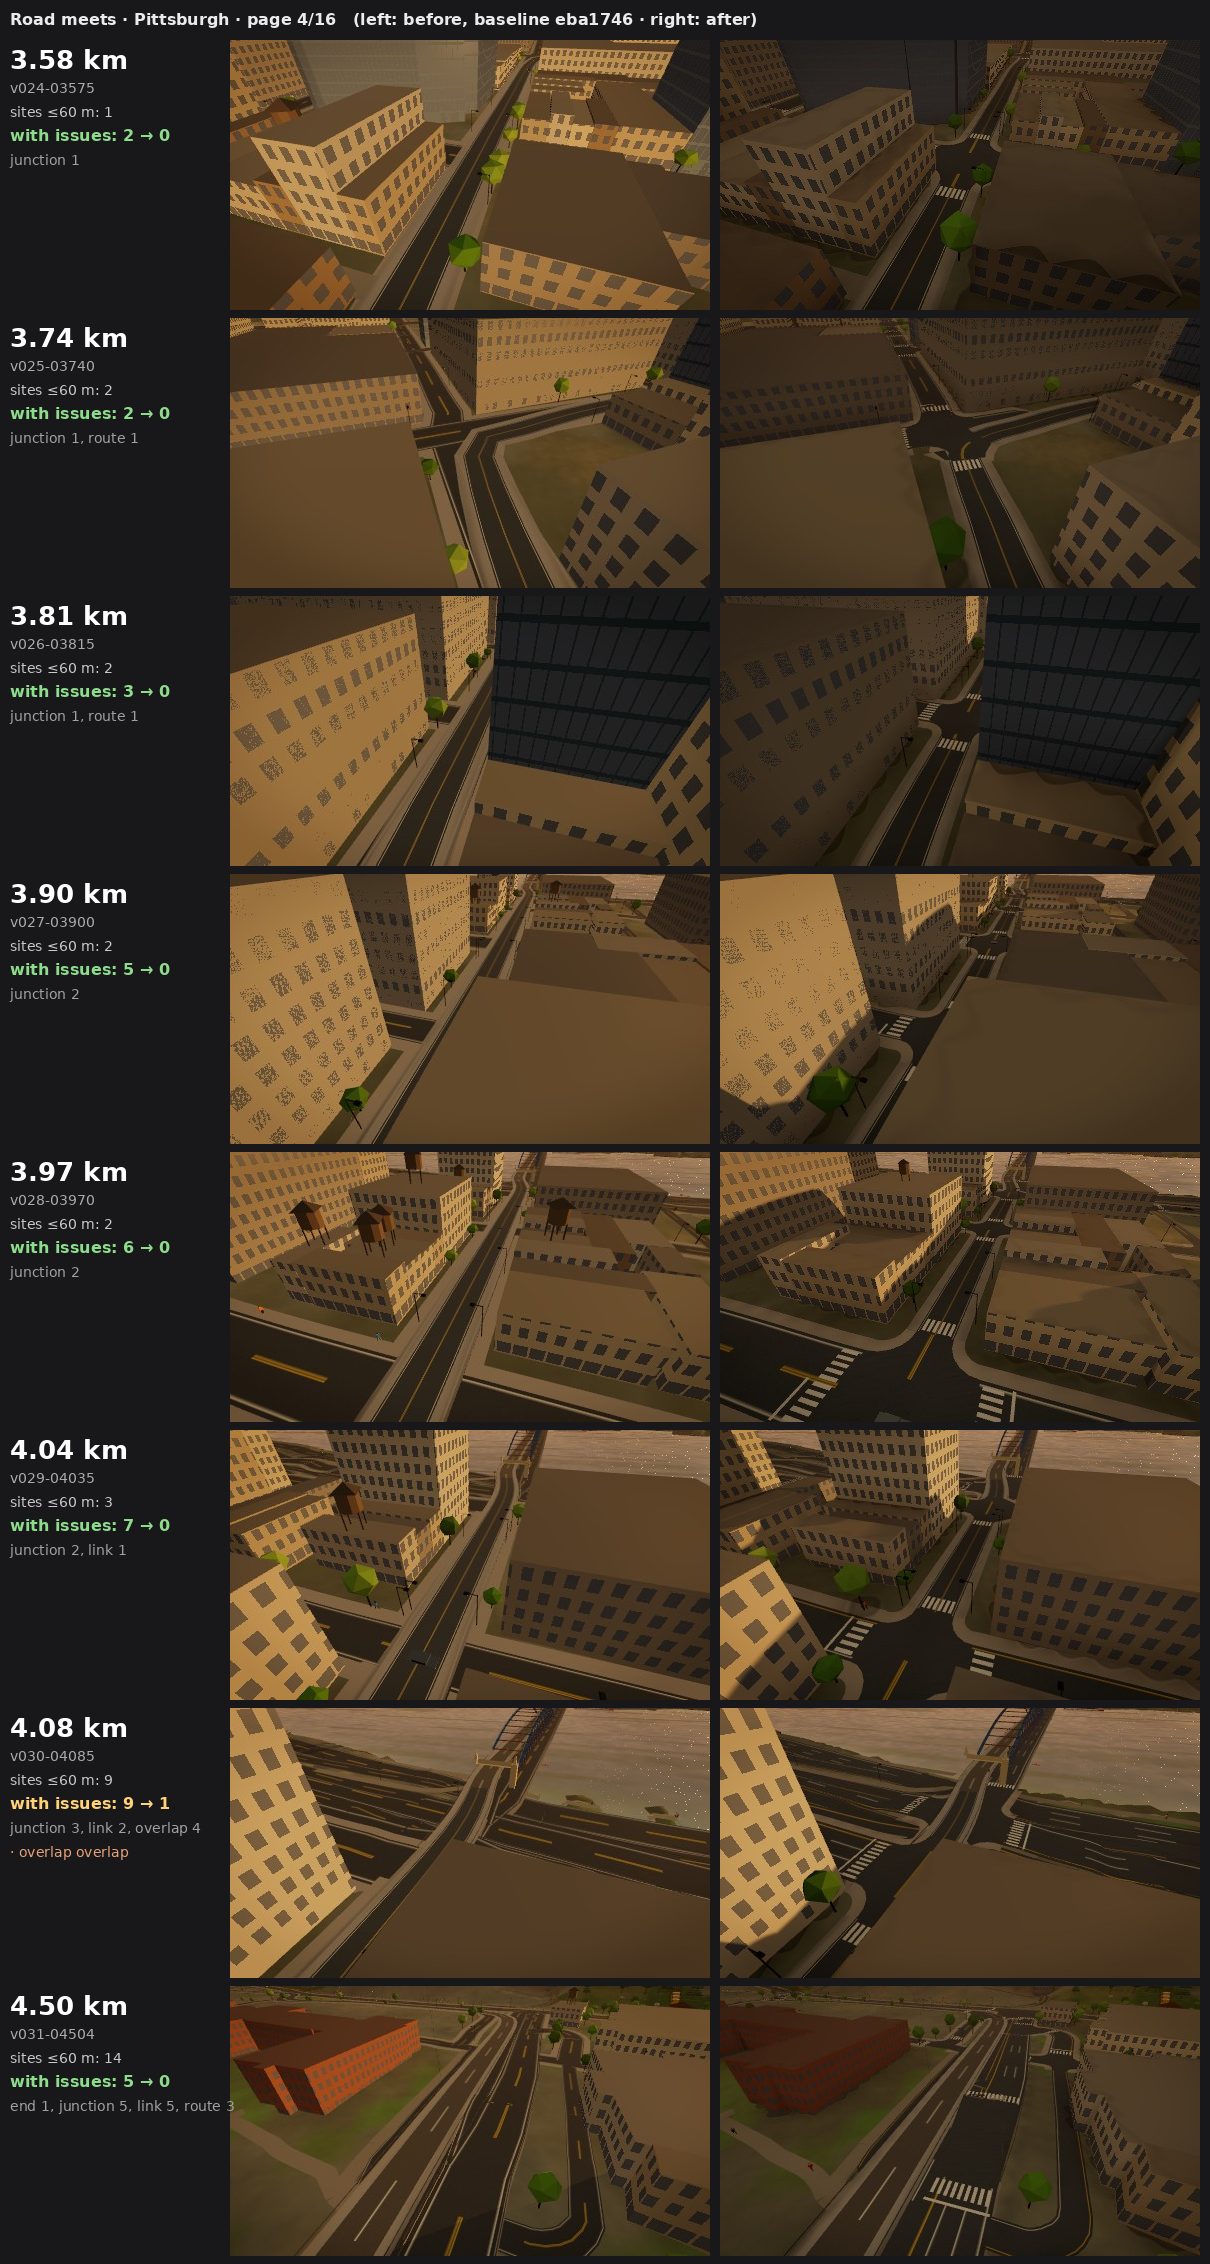 Road meets · Pittsburgh · page 4/16 (left: before, baseline eba1746 · right: after)
3.58 km
v024-03575
sites ≤60 m: 1
with issues: 2 → 0
junction 1
3.74 km
v025-03740
sites ≤60 m: 2
with issues: 2 → 0
junction 1, route 1
3.81 km
v026-03815
sites ≤60 m: 2
with issues: 3 → 0
junction 1, route 1
3.90 km
v027-03900
sites ≤60 m: 2
with issues: 5 → 0
junction 2
3.97 km
v028-03970
sites ≤60 m: 2
with issues: 6 → 0
junction 2
4.04 km
v029-04035
sites ≤60 m: 3
with issues: 7 → 0
junction 2, link 1
4.08 km
v030-04085
sites ≤60 m: 9
with issues: 9 → 1
junction 3, link 2, overlap 4
· overlap overlap
4.50 km
v031-04504
sites ≤60 m: 14
with issues: 5 → 0
end 1, junction 5, link 5, route 3